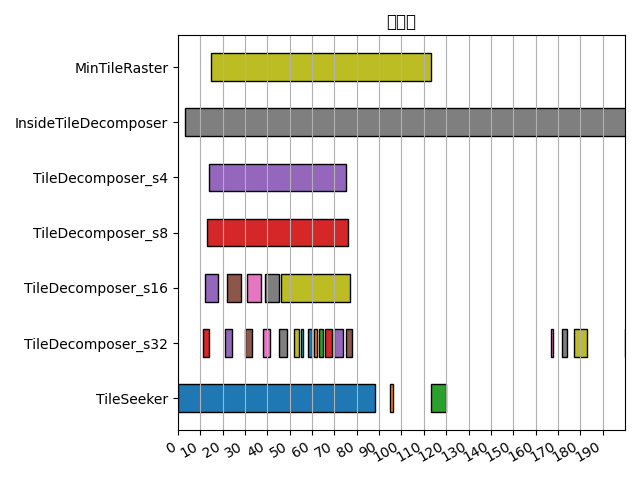 MinTileRaster
InsideTileDecomposer
TileDecomposer_s4
TileDecomposer_s8
TileDecomposer_s16
TileDecomposer_s32
TileSeeker
0 10 20 30 40 50 60 70 80 90 100 110 120 130 140 150 160 170 180 190